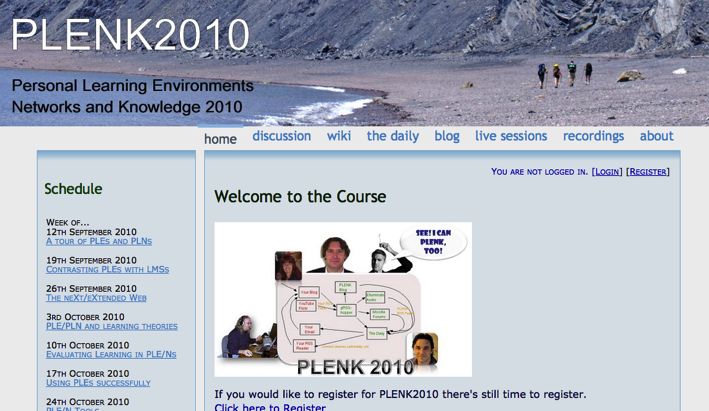 PLENK2010
Personal Learning Environments
Networks and Knowledge 2010
home discussion wiki the daily blog live sessions recordings about
You are not logged in. [Login] [Register]
Schedule
Week of...
12th September 2010
A tour of PLEs and PLNs
19th September 2010
Contrasting PLEs with LMSs
26th September 2010
The neXt/eXtended Web
3rd October 2010
PLE/PLN and learning theories
10th October 2010
Evaluating Learning in PLE/Ns
17th October 2010
Using PLEs successfully
24th October 2010
PLE/N Tools
Welcome to the Course
SEE! I CAN
PLENK,
TOO!
PLENK
Blog
Your Blog
YouTube
Your
Email
Your RSS
Reader
Moodle
Forums
The Daily
PLENK 2010
If you would like to register for PLENK2010 there's still time to register.
Click here to Register